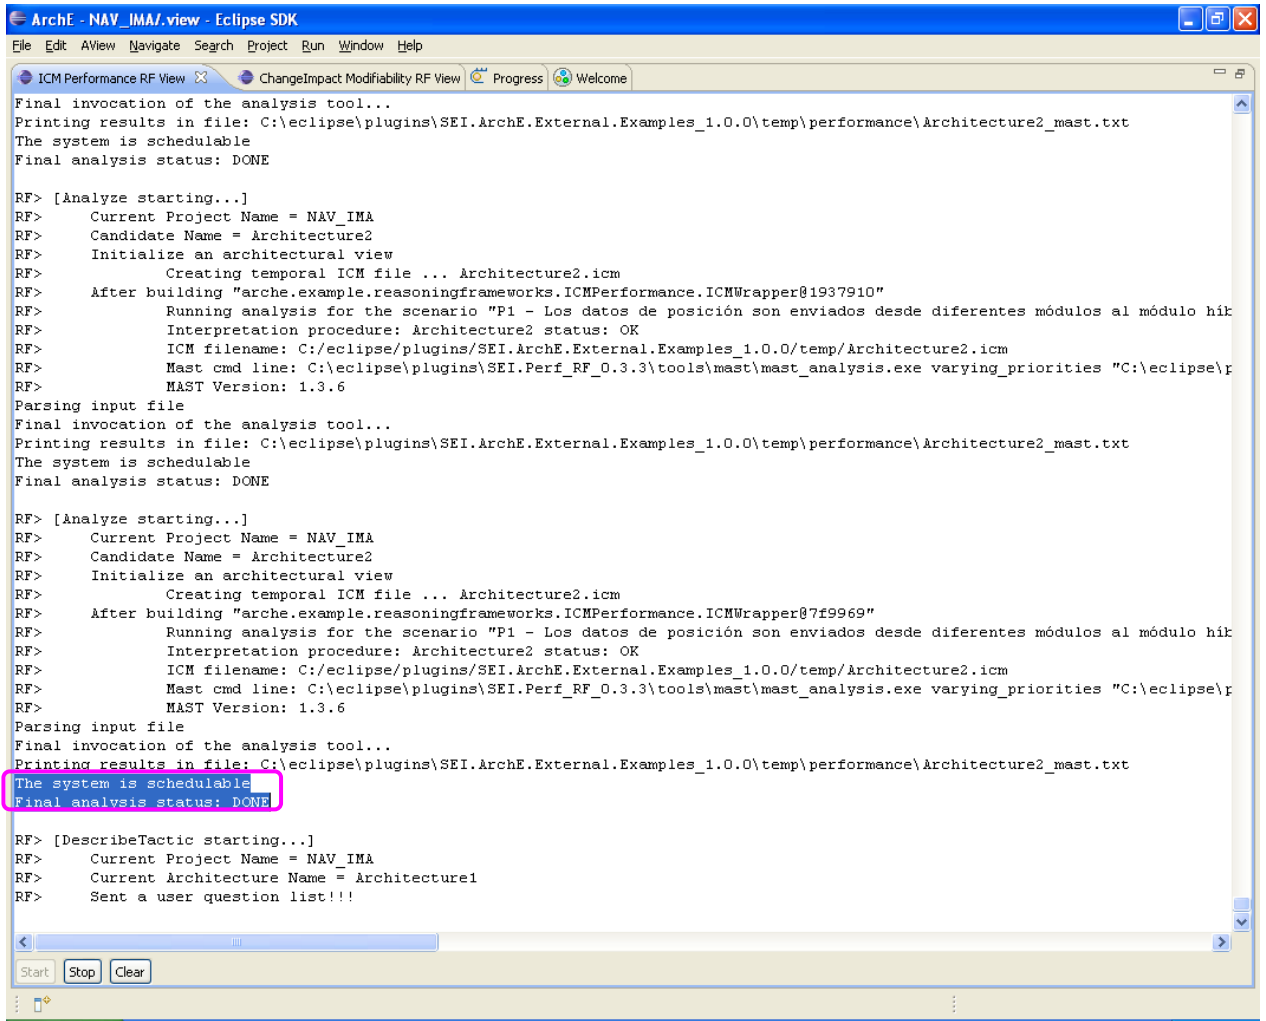 ArchE - NAV_IMA/.view - Eclipse SDK
File Edit AView Navigate Search Project Run Window Help
ICM Performance RF View ChangeImpact Modifiability RF View Progress Welcome
Final invocation of the analysis tool...
Printing results in file: C:\eclipse\plugins\SEI.ArchE.External.Examples_1.0.0\temp\performance\Architecture2_mast.txt
The system is schedulable
Final analysis status: DONE
RF> [Analyze starting...]
RF> Current Project Name = NAV_IMA
RF> Candidate Name = Architecture2
RF> Initialize an architectural view
RF> Creating temporal ICM file ... Architecture2.icm
RF> After building "arche.example.reasoningframeworks.ICMPerformance.ICMWrapper@1937910"
RF> Running analysis for the scenario "P1 - Los datos de posición son enviados desde diferentes módulos al módulo híb
RF> Interpretation procedure: Architecture2 status: OK
RF> ICM filename: C:/eclipse/plugins/SEI.ArchE.External.Examples_1.0.0/temp/Architecture2.icm
RF> Mast cmd line: C:\eclipse\plugins\SEI.Perf_RF_0.3.3\tools\mast\mast_analysis.exe varying_priorities "C:\eclipse\p
RF> MAST Version: 1.3.6
Parsing input file
Final invocation of the analysis tool...
Printing results in file: C:\eclipse\plugins\SEI.ArchE.External.Examples_1.0.0\temp\performance\Architecture2_mast.txt
The system is schedulable
Final analysis status: DONE
RF> [Analyze starting...]
RF> Current Project Name = NAV_IMA
RF> Candidate Name = Architecture2
RF> Initialize an architectural view
RF> Creating temporal ICM file ... Architecture2.icm
RF> After building "arche.example.reasoningframeworks.ICMPerformance.ICMWrapper@7f9969"
RF> Running analysis for the scenario "P1 - Los datos de posición son enviados desde diferentes módulos al módulo híb
RF> Interpretation procedure: Architecture2 status: OK
RF> ICM filename: C:/eclipse/plugins/SEI.ArchE.External.Examples_1.0.0/temp/Architecture2.icm
RF> Mast cmd line: C:\eclipse\plugins\SEI.Perf_RF_0.3.3\tools\mast\mast_analysis.exe varying_priorities "C:\eclipse\p
RF> MAST Version: 1.3.6
Parsing input file
Final invocation of the analysis tool...
Printing results in file: C:\eclipse\plugins\SEI.ArchE.External.Examples_1.0.0\temp\performance\Architecture2_mast.txt
The system is schedulable
Final analysis status: DONE
RF> [DescribeTactic starting...]
RF> Current Project Name = NAV_IMA
RF> Current Architecture Name = Architecture1
RF> Sent a user question list!!!
Start Stop Clear